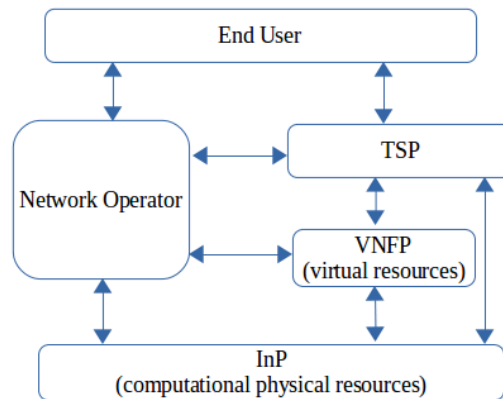 End User
TSP
Network Operator
VNFP
(virtual resources)
InP
(computational physical resources)